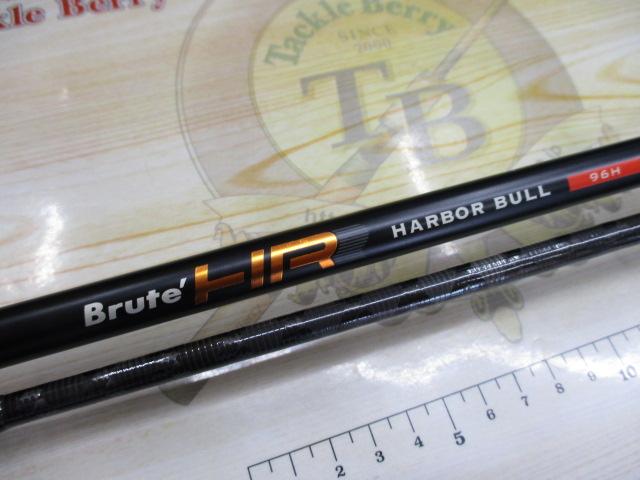 Tackle Berry
Tackle Berry
SINCE
2000
TB
htt
Brute' HR HARBOR BULL 96H
2 3 4 5 6 7 8 9 10